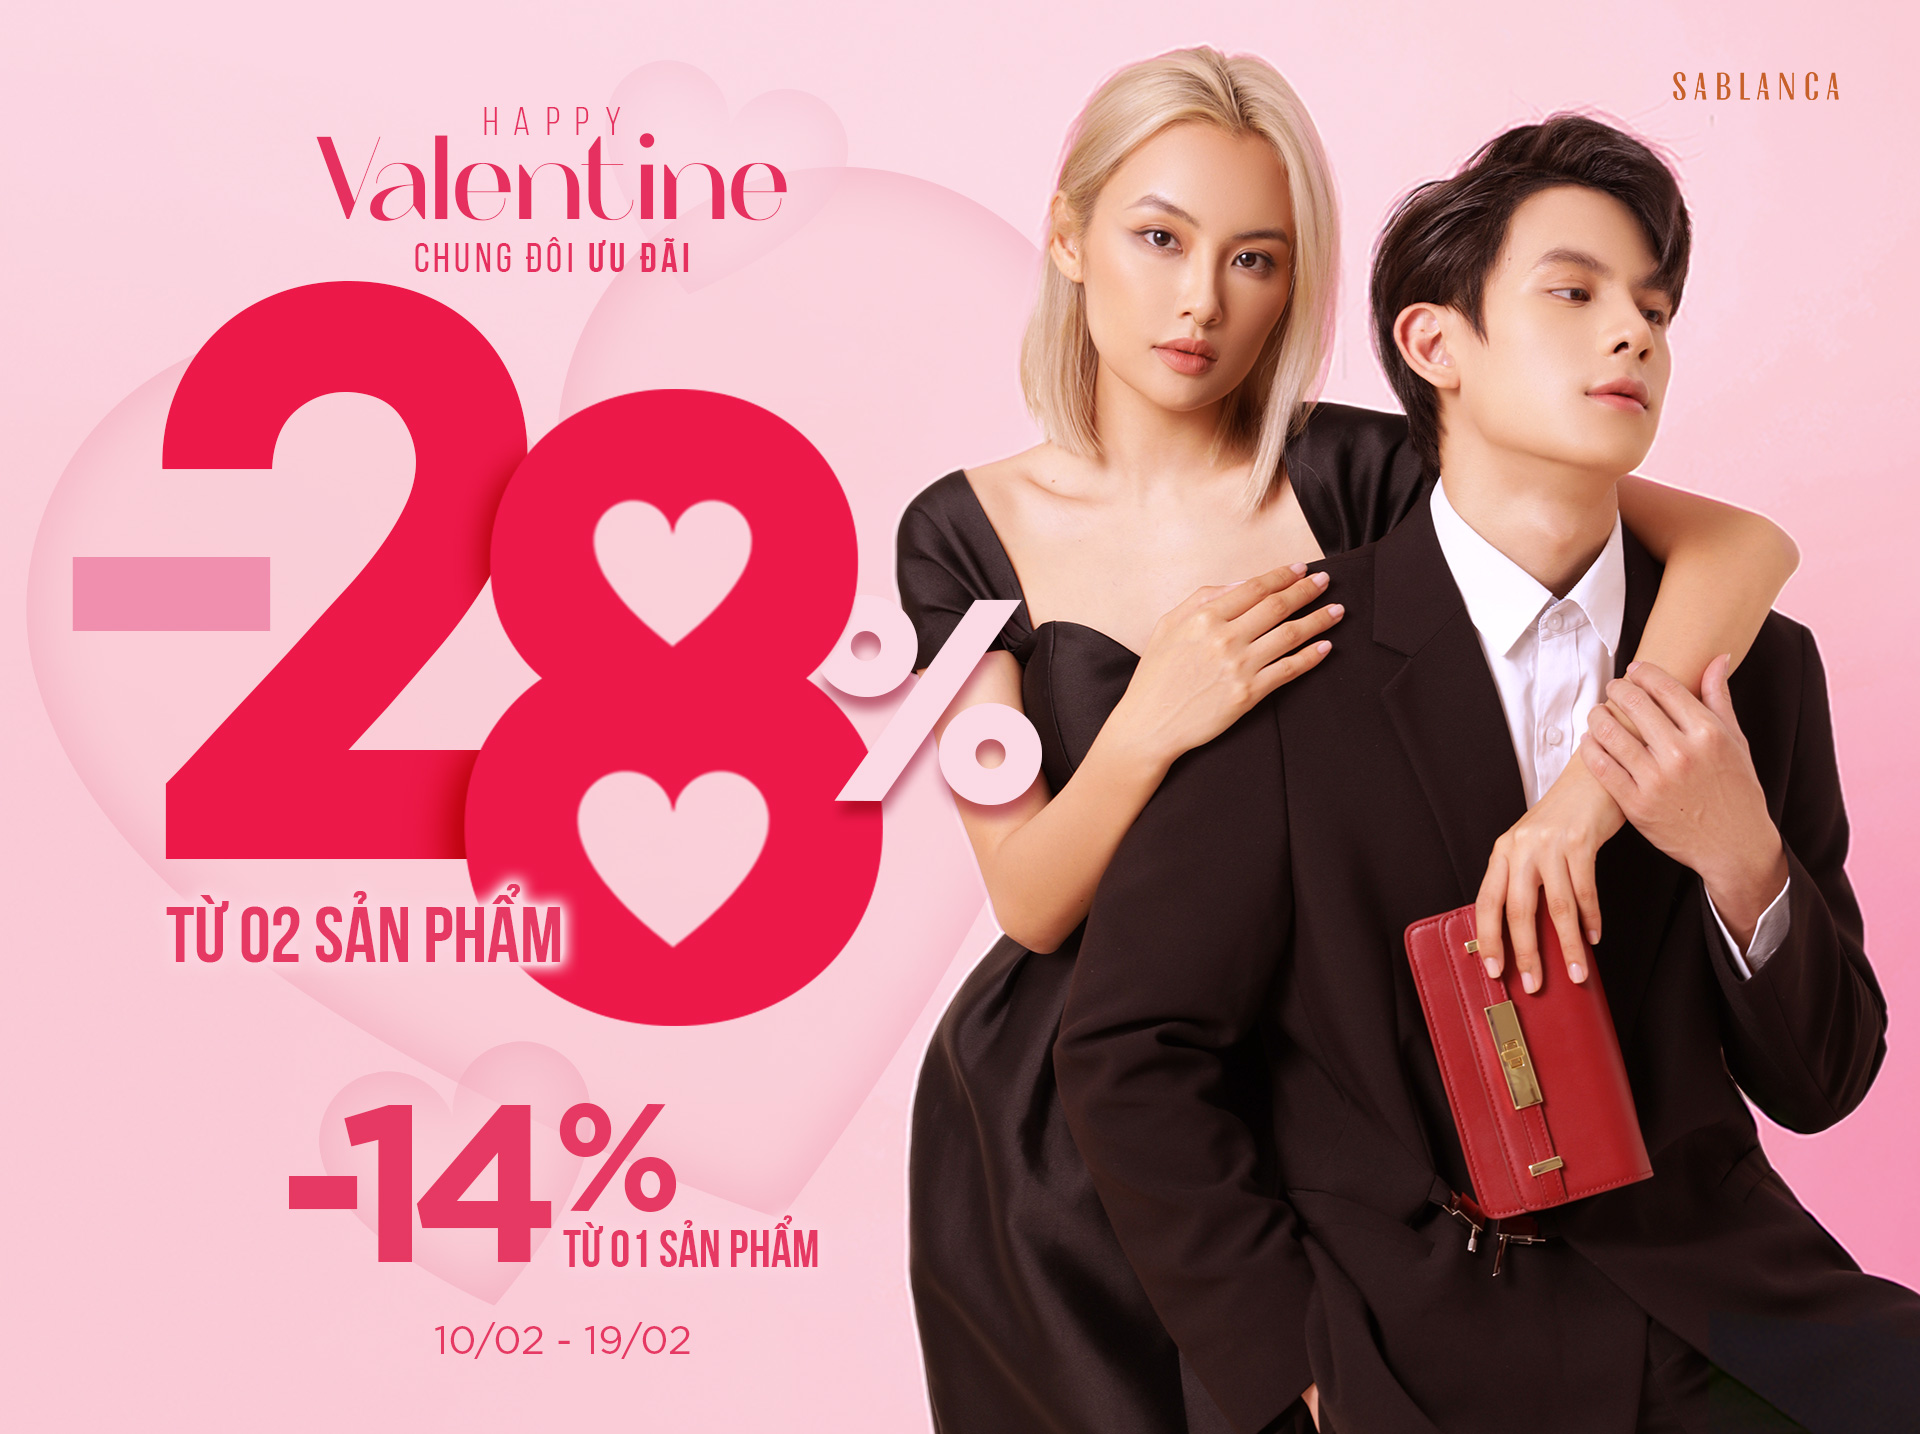 SABLANCA
HAPPY
Valentine
CHUNG ĐÔI ƯU ĐÃI
-28%
TỪ 02 SẢN PHẨM
-14%
TỪ 01 SẢN PHẨM
10/02 - 19/02